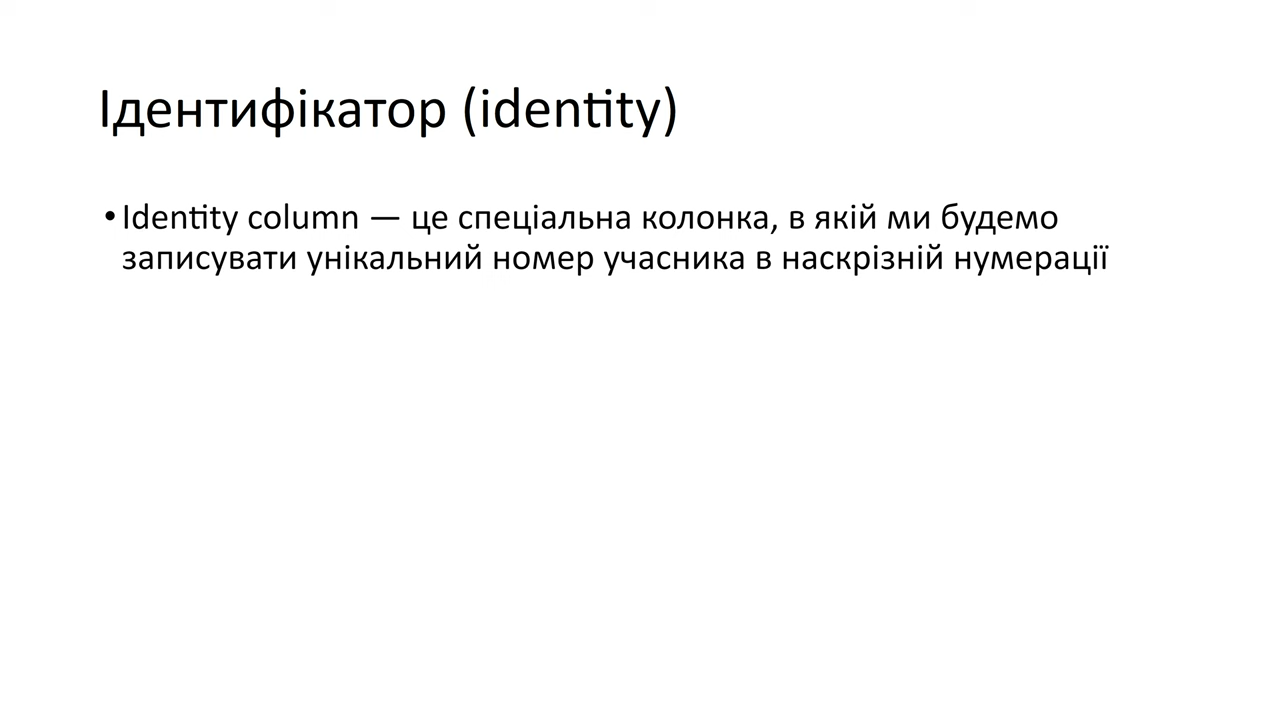 Ідентифікатор (identity)
• Identity column — це спеціальна колонка, в якій ми будемо
записувати унікальний номер учасника в наскрізній нумерації